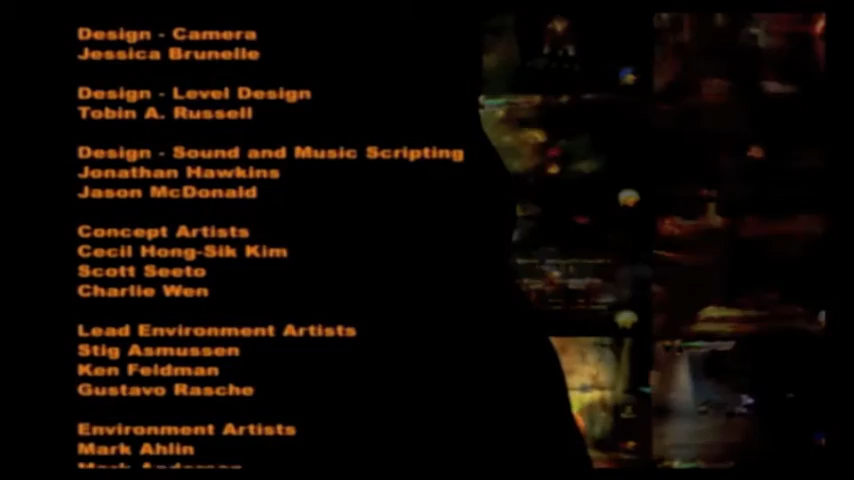 Design - Camera
Jessica Brunelle
Design - Level Design
Tobin A. Russell
Design - Sound and Music Scripting
Jonathan Hawkins
Jason McDonald
Concept Artists
Cecil Hong-Sik Kim
Scott Seeto
Charlie Wen
Lead Environment Artists
Stig Asmussen
Ken Feldman
Gustavo Rasche
Environment Artists
Mark Ahlin